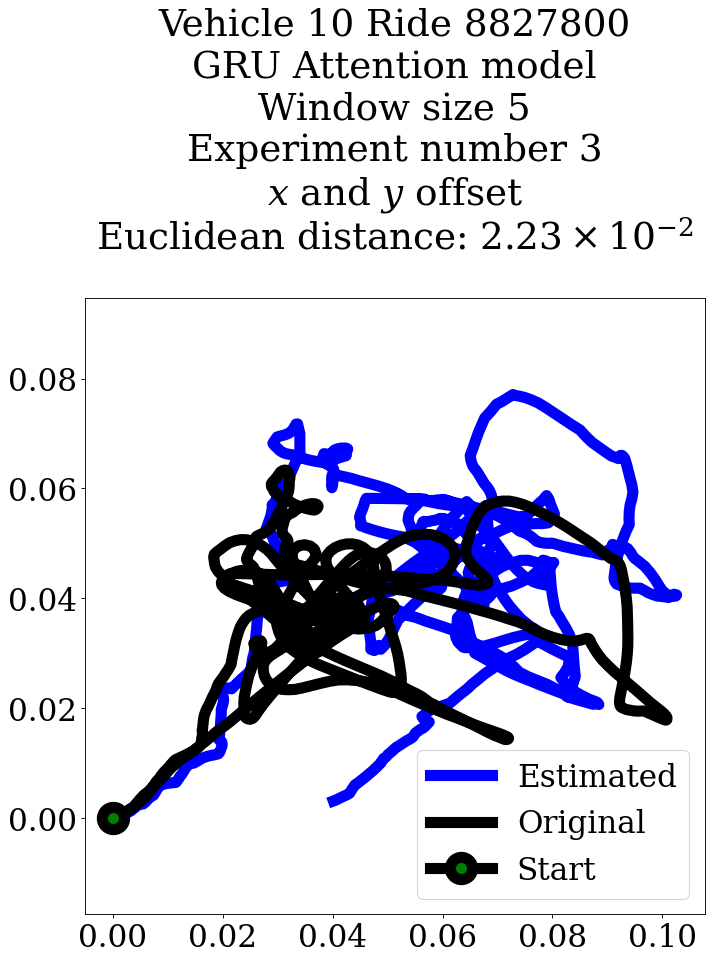 Vehicle 10 Ride 8827800
GRU Attention model
Window size 5
Experiment number 3
x and y offset
Euclidean distance: 2.23 × 10⁻²
0.08
0.06
0.04
0.02
0.00
Estimated
Original
Start
0.00 0.02 0.04 0.06 0.08 0.10